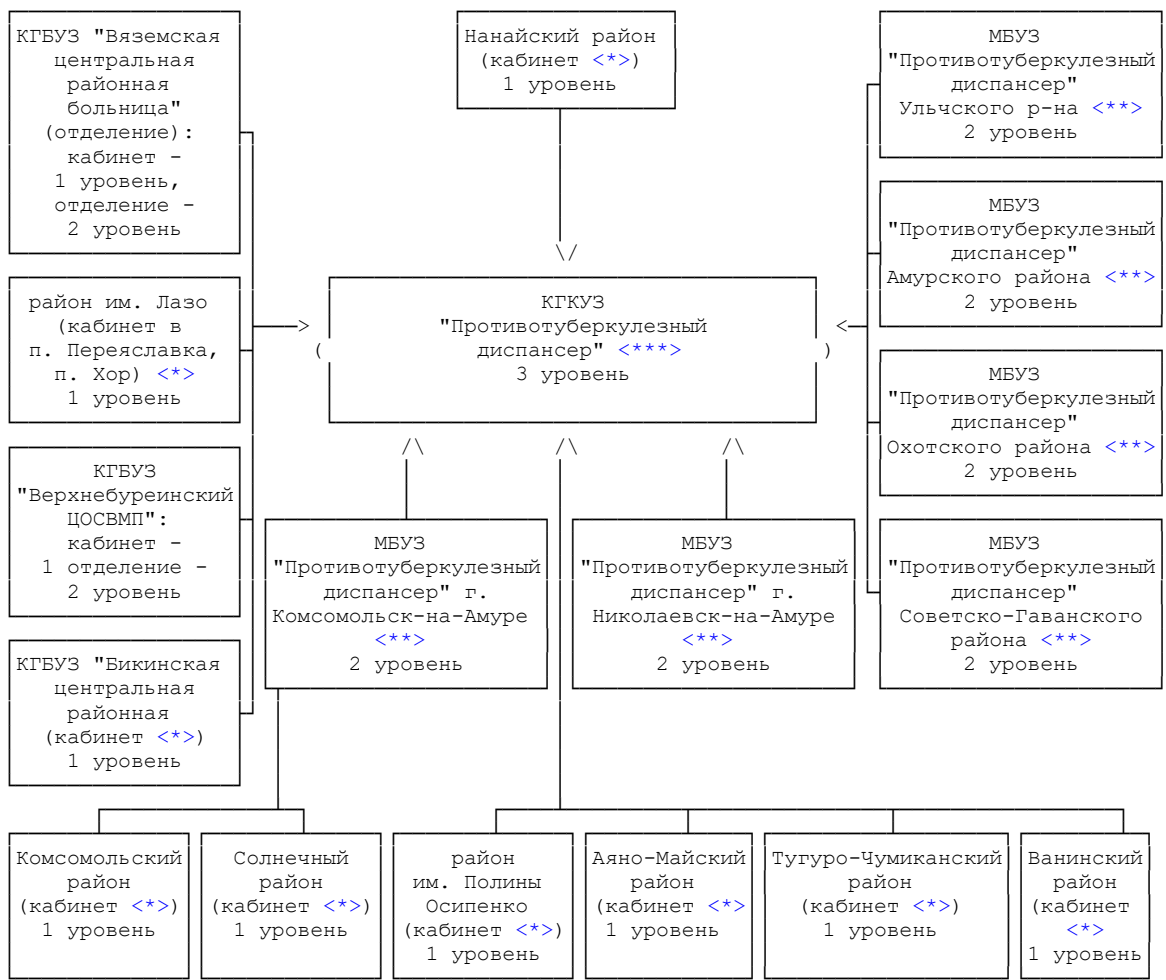 КГБУЗ "Вяземская
центральная
районная
больница"
(отделение):
кабинет -
1 уровень,
отделение -
2 уровень
Нанайский район
(кабинет <*>)
1 уровень
МБУЗ
"Противотуберкулезный
диспансер"
Ульчского р-на <**>
2 уровень
МБУЗ
"Противотуберкулезный
диспансер"
Амурского района <**>
2 уровень
район им. Лазо
(кабинет в
п. Переяславка,
п. Хор) <*>
1 уровень
КГКУЗ
"Противотуберкулезный
диспансер" <***>
3 уровень
МБУЗ
"Противотуберкулезный
диспансер"
Охотского района <**>
2 уровень
КГБУЗ
"Верхнебуреинский
ЦОСВМП":
кабинет -
1 отделение -
2 уровень
МБУЗ
"Противотуберкулезный
диспансер" г.
Комсомольск-на-Амуре
<**>
2 уровень
МБУЗ
"Противотуберкулезный
диспансер" г.
Николаевск-на-Амуре
<**>
2 уровень
МБУЗ
"Противотуберкулезный
диспансер"
Советско-Гаванского
района <**>
2 уровень
КГБУЗ "Бикинская
центральная
районная
(кабинет <*>)
1 уровень
Комсомольский
район
(кабинет <*>)
1 уровень
Солнечный
район
(кабинет <*>)
1 уровень
район
им. Полины
Осипенко
(кабинет <*>)
1 уровень
Аяно-Майский
район
(кабинет <*>
1 уровень
Тугуро-Чумиканский
район
(кабинет <*>)
1 уровень
Ванинский
район
(кабинет
<*>
1 уровень